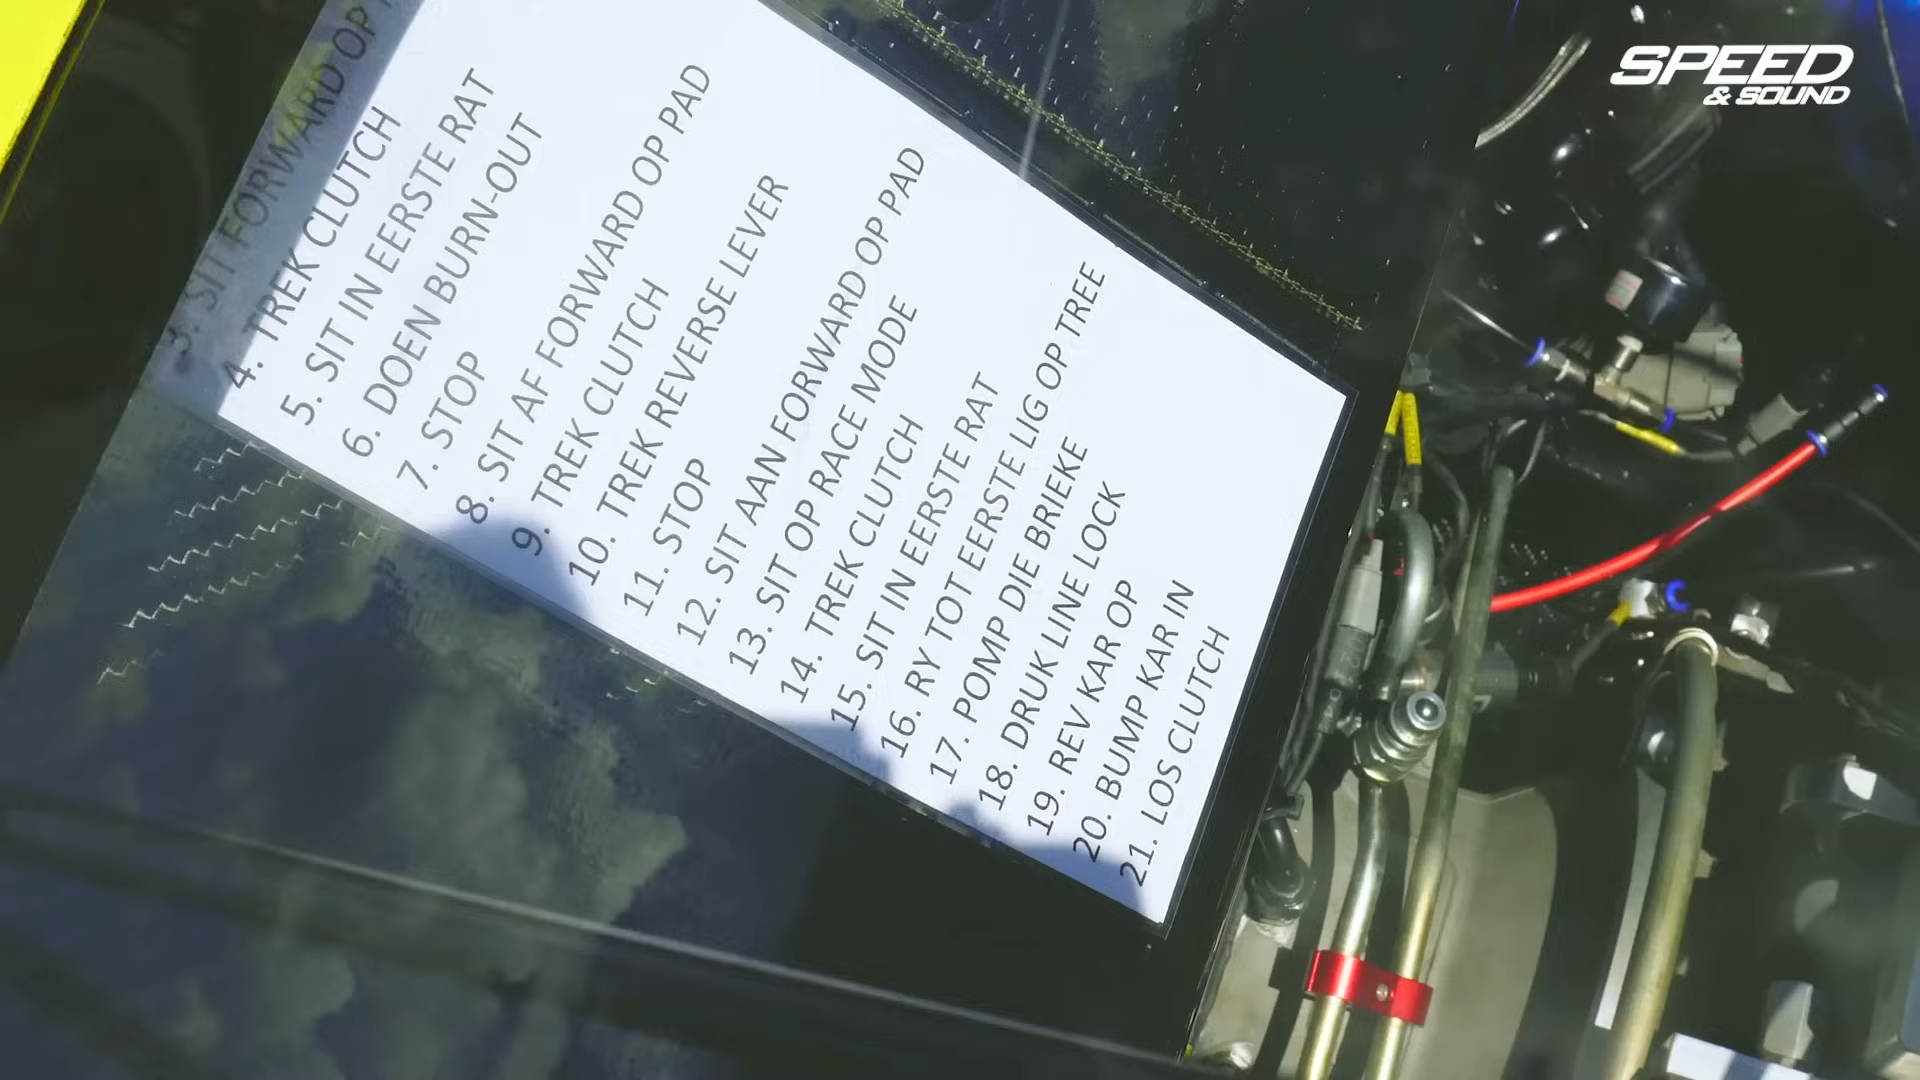 3. SIT FORWARD OP
4. TREK CLUTCH
5. SIT IN EERSTE RAT
6. DOEN BURN-OUT
7. STOP
8. SIT AF FORWARD OP PAD
9. TREK CLUTCH
10. TREK REVERSE LEVER
11. STOP
12. SIT AAN FORWARD OP PAD
13. SIT OP RACE MODE
14. TREK CLUTCH
15. SIT IN EERSTE RAT
16. RY TOT EERSTE LIG OP TREE
17. POMP DIE BRIEKE
18. DRUK LINE LOCK
19. REV KAR OP
20. BUMP KAR IN
21. LOS CLUTCH
SPEED
& SOUND